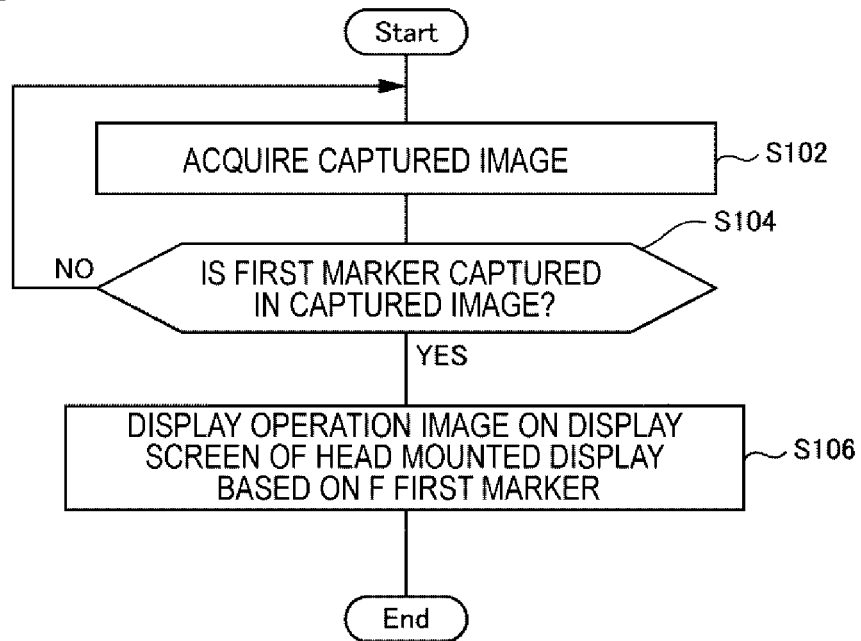 Start
ACQUIRE CAPTURED IMAGE
S102
S104
NO
IS FIRST MARKER CAPTURED
IN CAPTURED IMAGE?
YES
DISPLAY OPERATION IMAGE ON DISPLAY
SCREEN OF HEAD MOUNTED DISPLAY
BASED ON F FIRST MARKER
S106
End